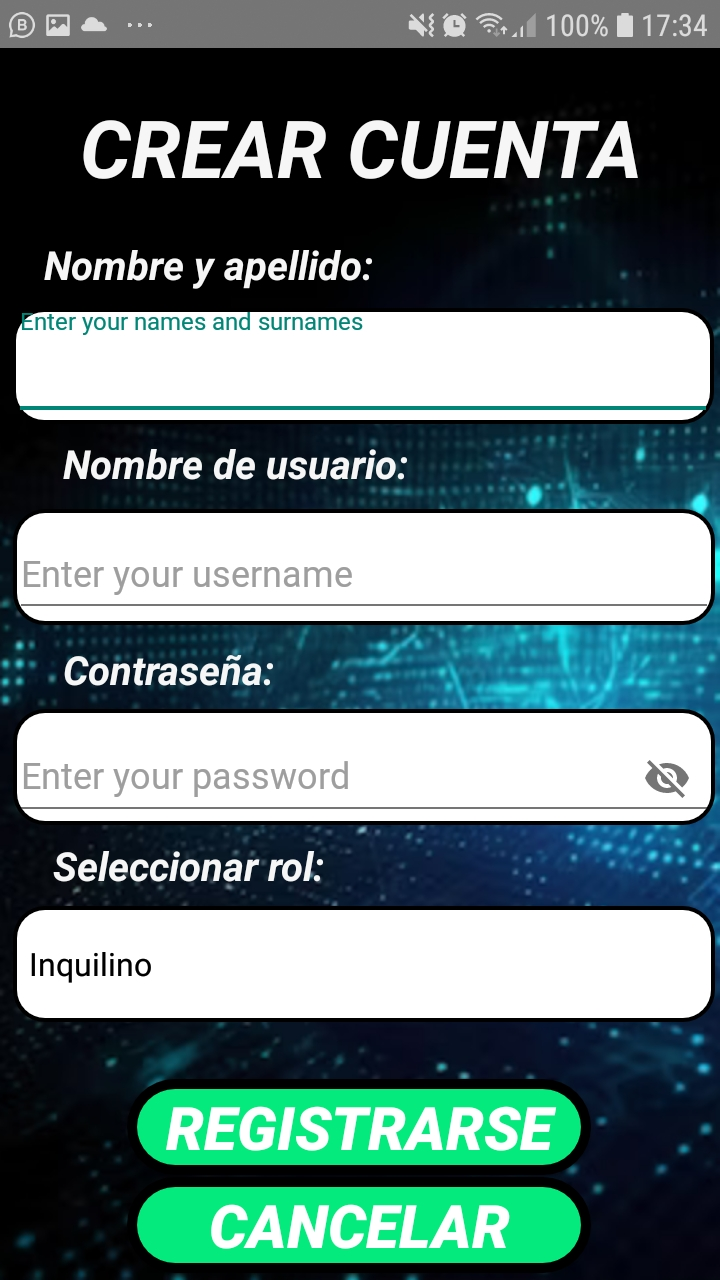 100% 17:34
CREAR CUENTA
Nombre y apellido:
Enter your names and surnames
Nombre de usuario:
Enter your username
Contraseña:
Enter your password
Seleccionar rol:
Inquilino
REGISTRARSE
CANCELAR